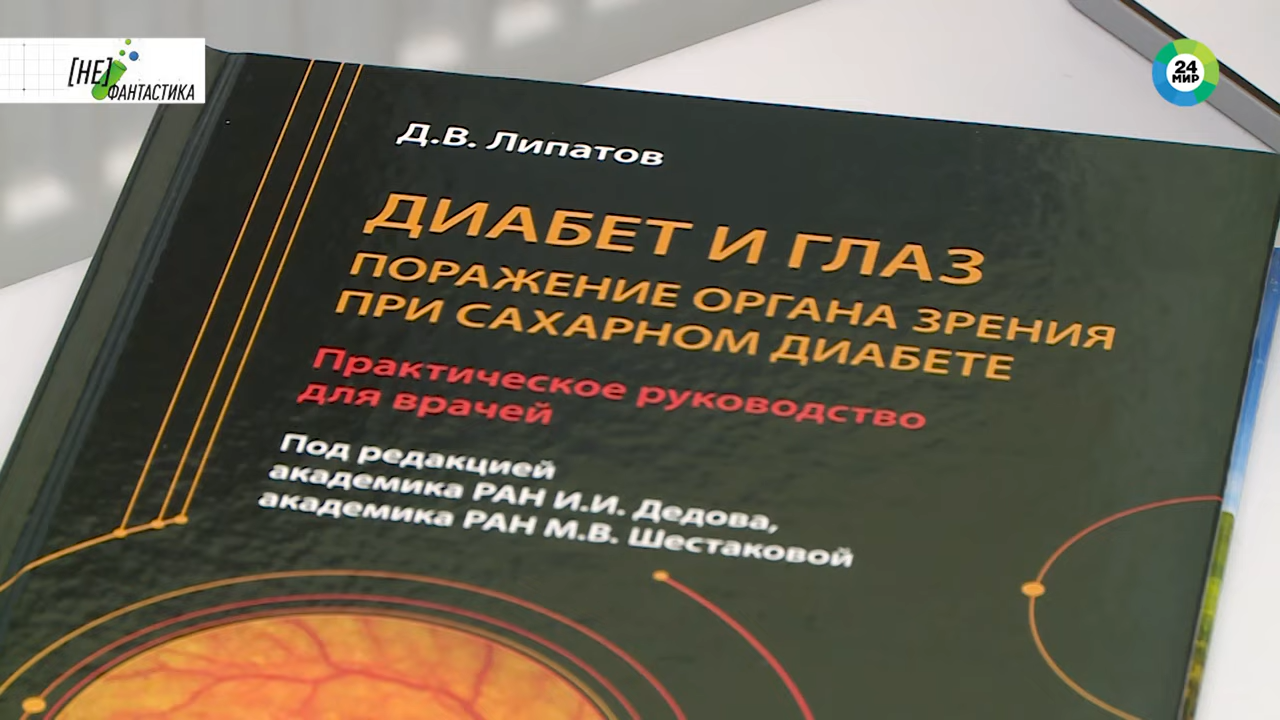 [НЕ]
ФАНТАСТИКА
24
МИР
Д.В. Липатов
ДИАБЕТ И ГЛАЗ
ПОРАЖЕНИЕ ОРГАНА ЗРЕНИЯ
ПРИ САХАРНОМ ДИАБЕТЕ
Практическое руководство
для врачей
Под редакцией
академика РАН И.И. Дедова,
академика РАН М.В. Шестаковой